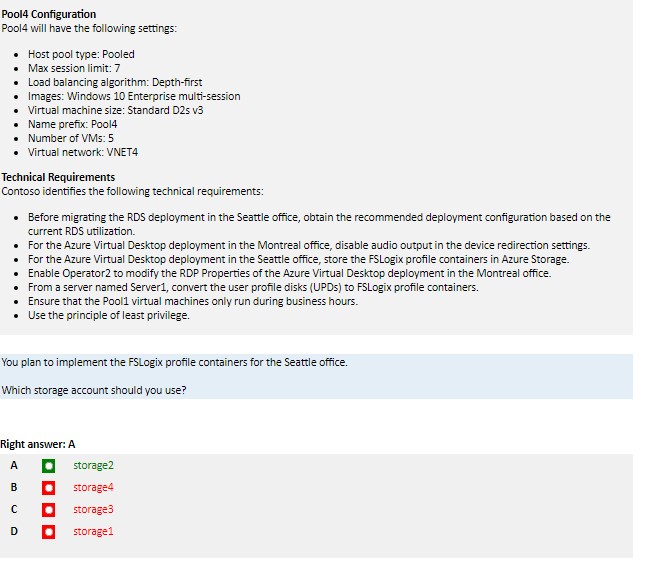 Pool4 Configuration
Pool4 will have the following settings:
• Host pool type: Pooled
• Max session limit: 7
• Load balancing algorithm: Depth-first
• Images: Windows 10 Enterprise multi-session
• Virtual machine size: Standard D2s v3
• Name prefix: Pool4
• Number of VMs: 5
• Virtual network: VNET4
Technical Requirements
Contoso identifies the following technical requirements:
• Before migrating the RDS deployment in the Seattle office, obtain the recommended deployment configuration based on the
current RDS utilization.
• For the Azure Virtual Desktop deployment in the Montreal office, disable audio output in the device redirection settings.
• For the Azure Virtual Desktop deployment in the Seattle office, store the FSLogix profile containers in Azure Storage.
• Enable Operator2 to modify the RDP Properties of the Azure Virtual Desktop deployment in the Montreal office.
• From a server named Server1, convert the user profile disks (UPDs) to FSLogix profile containers.
• Ensure that the Pool1 virtual machines only run during business hours.
• Use the principle of least privilege.
You plan to implement the FSLogix profile containers for the Seattle office.
Which storage account should you use?
Right answer: A
A storage2
B storage4
C storage3
D storage1